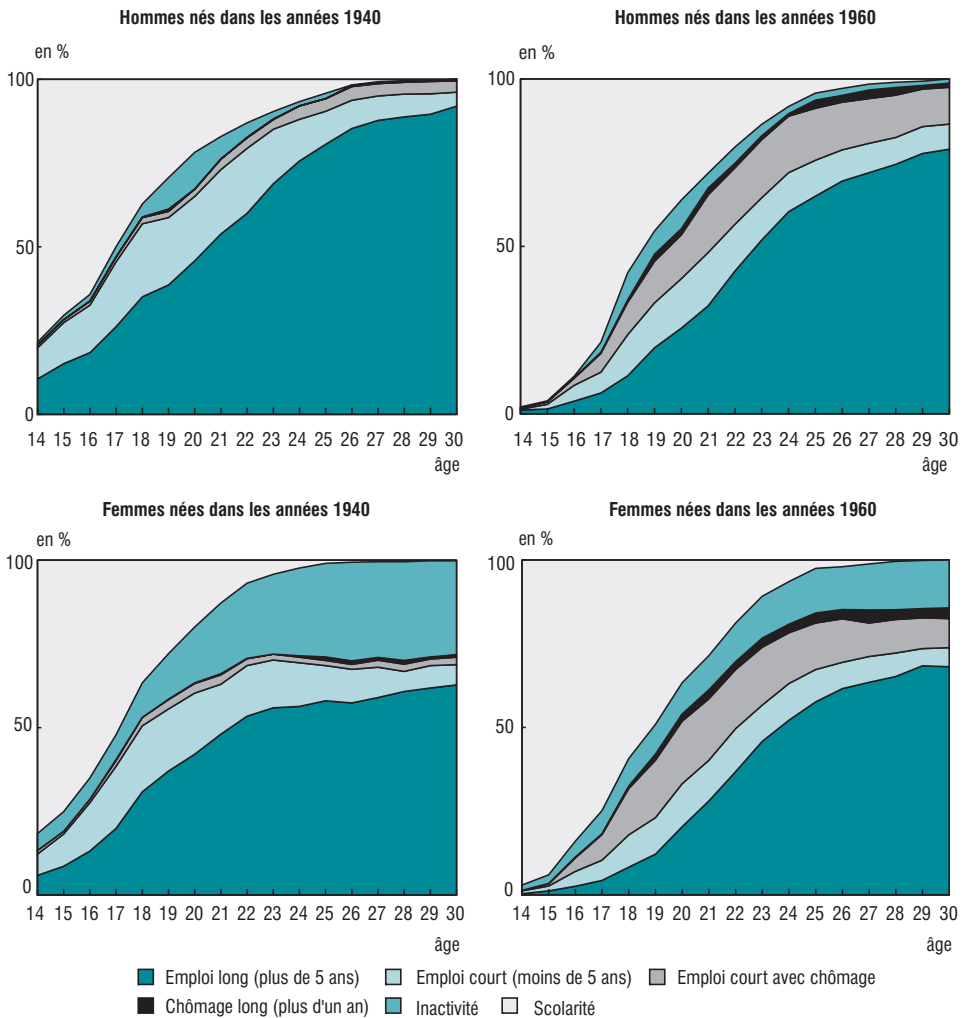 Hommes nés dans les années 1940
en %
100
50
0
14 15 16 17 18 19 20 21 22 23 24 25 26 27 28 29 30
âge
Hommes nés dans les années 1960
en %
100
50
0
14 15 16 17 18 19 20 21 22 23 24 25 26 27 28 29 30
âge
Femmes nées dans les années 1940
en %
100
50
0
14 15 16 17 18 19 20 21 22 23 24 25 26 27 28 29 30
âge
Femmes nées dans les années 1960
en %
100
50
0
14 15 16 17 18 19 20 21 22 23 24 25 26 27 28 29 30
âge
Emploi long (plus de 5 ans) Emploi court (moins de 5 ans) Emploi court avec chômage
Chômage long (plus d'un an) Inactivité Scolarité